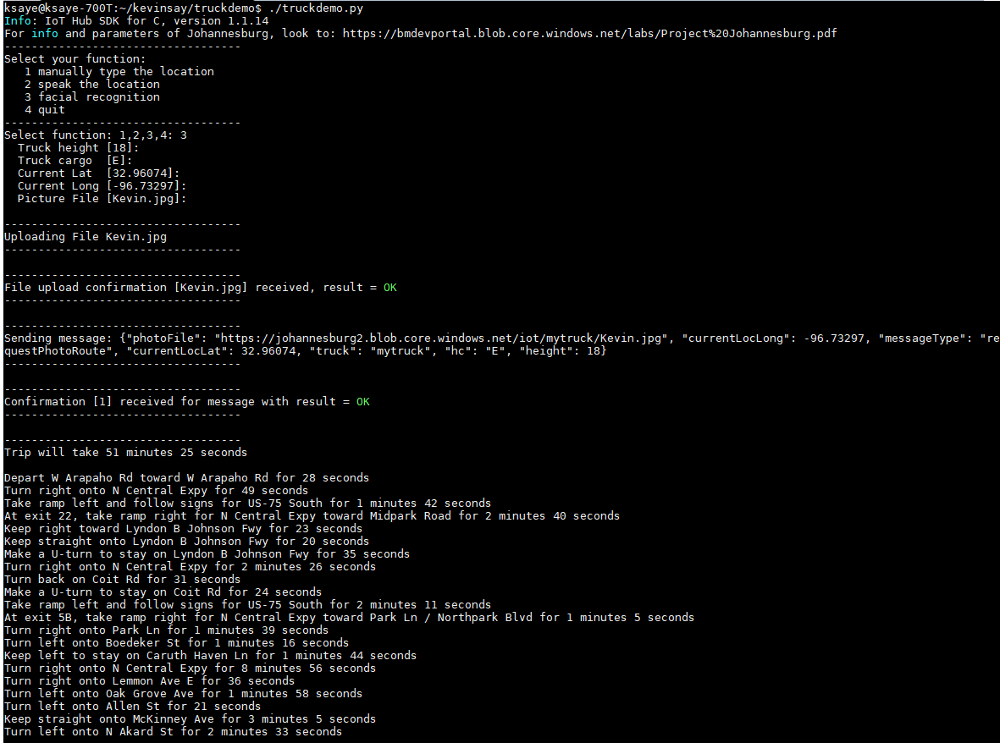 ksaye@ksaye-700T:~/kevinsay/truckdemo$ ./truckdemo.py
Info: IoT Hub SDK for C, version 1.1.14
For info and parameters of Johannesburg, look to: https://bmdevportal.blob.core.windows.net/labs/Project%20Johannesburg.pdf
-----------------------------------
Select your function:
   1 manually type the location
   2 speak the location
   3 facial recognition
   4 quit
-----------------------------------
Select function: 1,2,3,4: 3
  Truck height [18]:
  Truck cargo  [E]:
  Current Lat  [32.96074]:
  Current Long [-96.73297]:
  Picture File [Kevin.jpg]:

-----------------------------------
Uploading File Kevin.jpg
-----------------------------------

-----------------------------------
File upload confirmation [Kevin.jpg] received, result = OK
-----------------------------------

-----------------------------------
Sending message: {"photoFile": "https://johannesburg2.blob.core.windows.net/iot/mytruck/Kevin.jpg", "currentLocLong": -96.73297, "messageType": "re
questPhotoRoute", "currentLocLat": 32.96074, "truck": "mytruck", "hc": "E", "height": 18}
-----------------------------------

-----------------------------------
Confirmation [1] received for message with result = OK
-----------------------------------

-----------------------------------
Trip will take 51 minutes 25 seconds

Depart W Arapaho Rd toward W Arapaho Rd for 28 seconds
Turn right onto N Central Expy for 49 seconds
Take ramp left and follow signs for US-75 South for 1 minutes 42 seconds
At exit 22, take ramp right for N Central Expy toward Midpark Road for 2 minutes 40 seconds
Keep right toward Lyndon B Johnson Fwy for 23 seconds
Keep straight onto Lyndon B Johnson Fwy for 20 seconds
Make a U-turn to stay on Lyndon B Johnson Fwy for 35 seconds
Turn right onto N Central Expy for 2 minutes 26 seconds
Turn back on Coit Rd for 31 seconds
Make a U-turn to stay on Coit Rd for 24 seconds
Take ramp left and follow signs for US-75 South for 2 minutes 11 seconds
At exit 5B, take ramp right for N Central Expy toward Park Ln / Northpark Blvd for 1 minutes 5 seconds
Turn right onto Park Ln for 1 minutes 39 seconds
Turn left onto Boedeker St for 1 minutes 16 seconds
Keep left to stay on Caruth Haven Ln for 1 minutes 44 seconds
Turn right onto N Central Expy for 8 minutes 56 seconds
Turn right onto Lemmon Ave E for 36 seconds
Turn left onto Oak Grove Ave for 1 minutes 58 seconds
Turn left onto Allen St for 21 seconds
Keep straight onto McKinney Ave for 3 minutes 5 seconds
Turn left onto N Akard St for 2 minutes 33 seconds